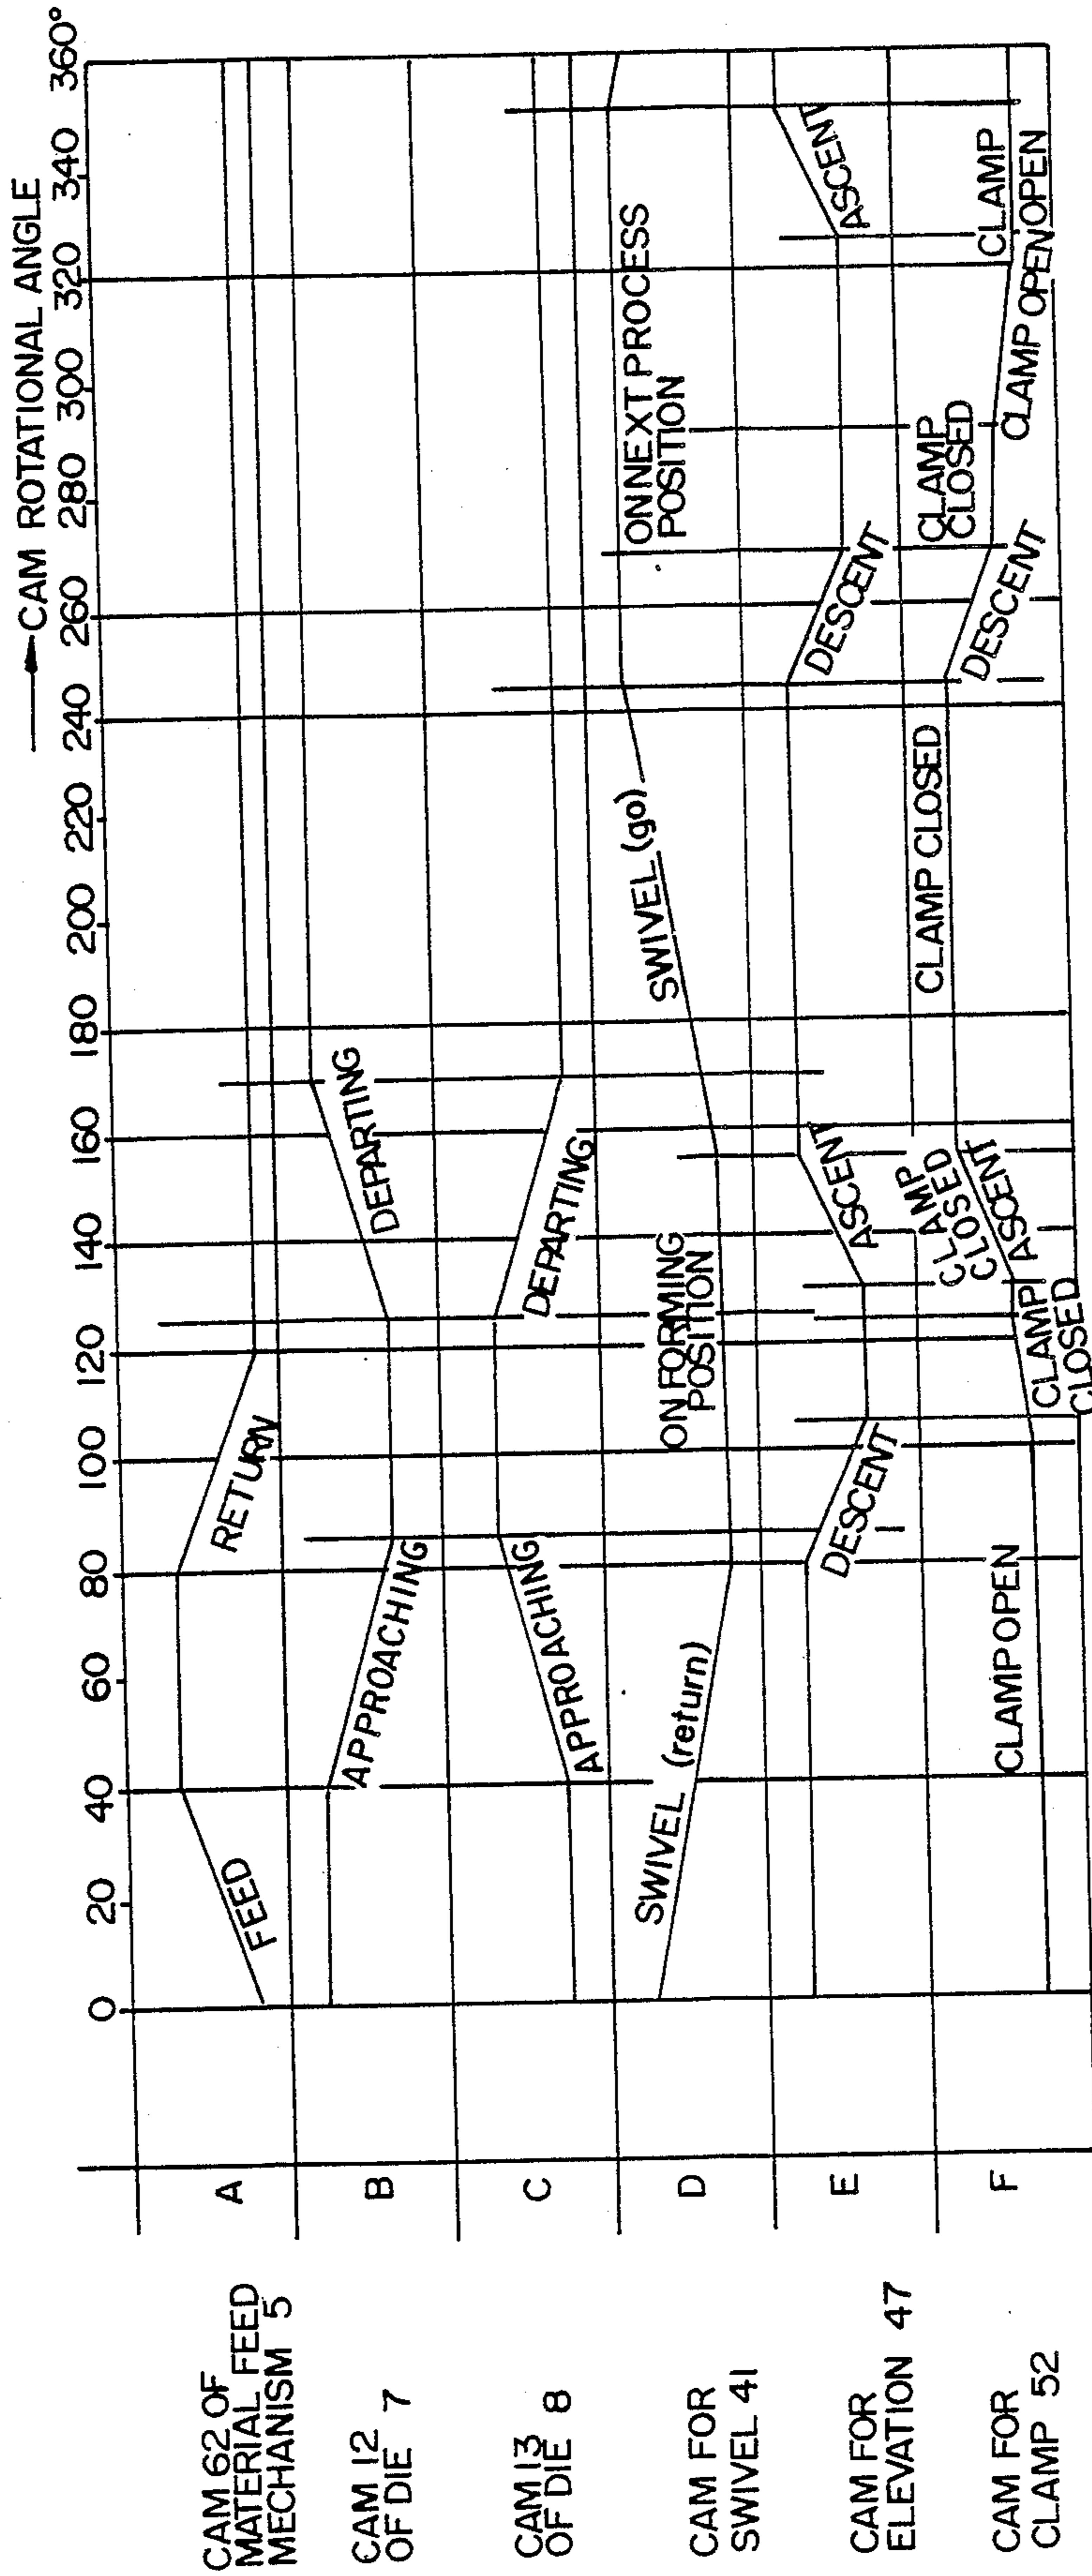 CAM ROTATIONAL ANGLE
0 20 40 60 80 100 120 140 160 180 200 220 240 260 280 300 320 340 360°
CAM 62 OF
MATERIAL FEED
MECHANISM 5
A
FEED
RETURN
CAM 12
OF DIE 7
B
APPROACHING
DEPARTING
CAM 13
OF DIE 8
C
APPROACHING
DEPARTING
CAM FOR
SWIVEL 41
D
SWIVEL (return)
ON FORMING
POSITION
SWIVEL (go)
ON NEXT PROCESS
POSITION
CAM FOR
ELEVATION 47
E
DESCENT
ASCENT
DESCENT
ASCENT
CAM FOR
CLAMP 52
F
CLAMP OPEN
CLAMP
CLOSED
CLAMP
CLOSED
ASCENT
CLAMP CLOSED
DESCENT
CLAMP
CLOSED
CLAMP OPEN
CLAMP
OPEN